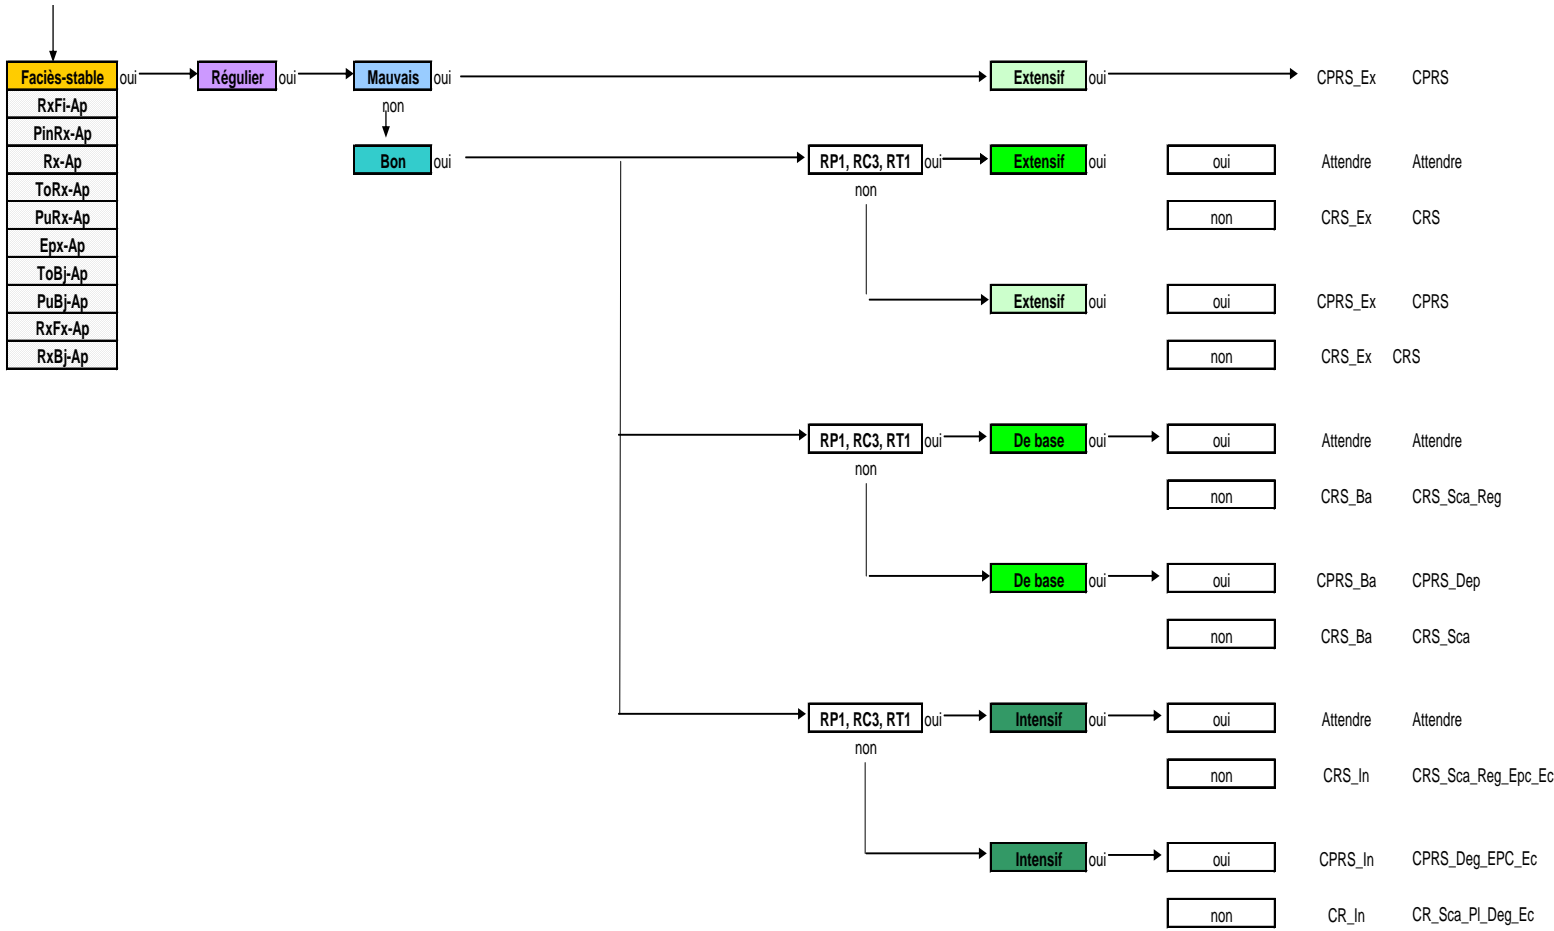 Faciès-stable oui Régulier oui Mauvais oui Extensif oui CPRS_Ex CPRS
RxFi-Ap non
PinRx-Ap
Rx-Ap Bon oui RP1, RC3, RT1 oui Extensif oui oui Attendre Attendre
ToRx-Ap non
PuRx-Ap non CRS_Ex CRS
Epx-Ap
ToBj-Ap
PuBj-Ap Extensif oui oui CPRS_Ex CPRS
RxFx-Ap
RxBj-Ap non CRS_Ex CRS
RP1, RC3, RT1 oui De base oui oui Attendre Attendre
non
non CRS_Ba CRS_Sca_Reg
De base oui oui CPRS_Ba CPRS_Dep
non CRS_Ba CRS_Sca
RP1, RC3, RT1 oui Intensif oui oui Attendre Attendre
non
non CRS_In CRS_Sca_Reg_Epc_Ec
Intensif oui oui CPRS_In CPRS_Deg_EPC_Ec
non CR_In CR_Sca_Pl_Deg_Ec